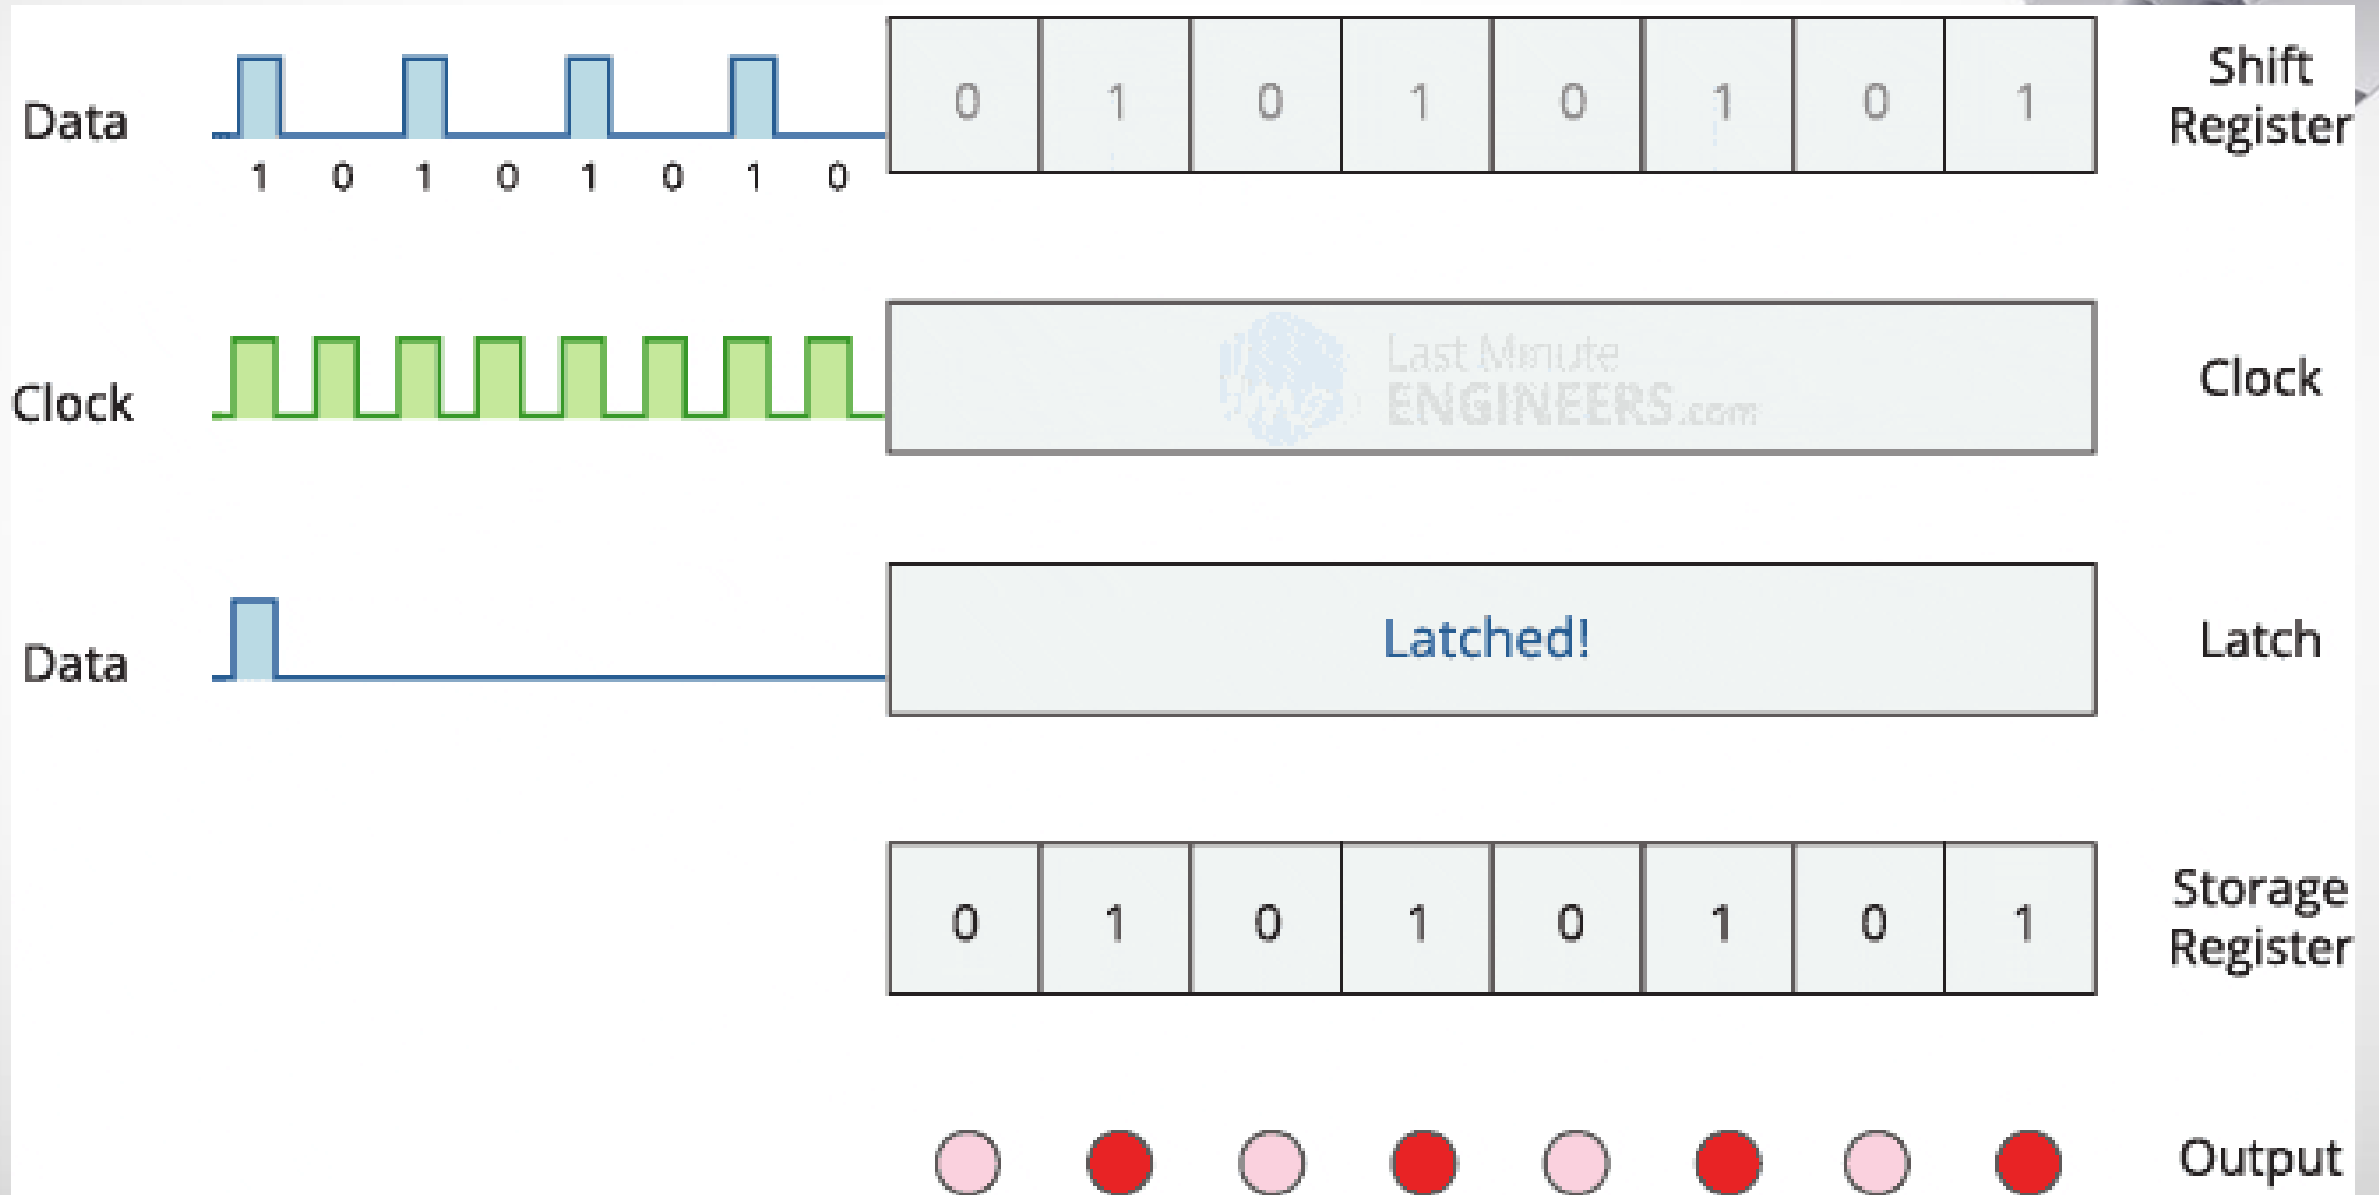 Data
1 0 1 0 1 0 1 0
0 1 0 1 0 1 0 1
Shift
Register
Clock
Last Minute
ENGINEERS.com
Clock
Data
Latched!
Latch
0 1 0 1 0 1 0 1
Storage
Register
Output